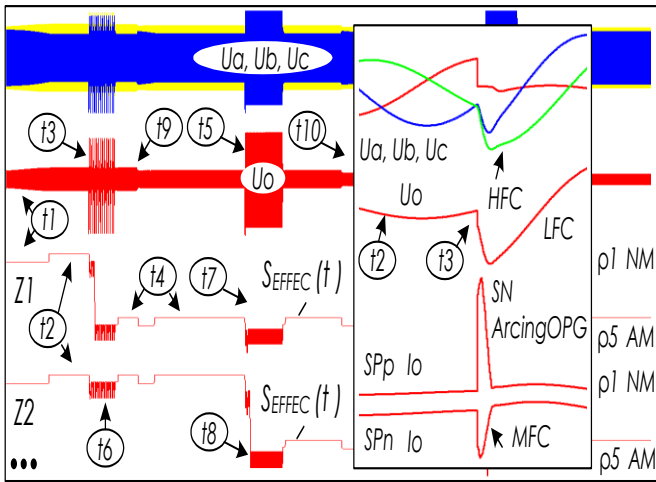 Ua, Ub, Uc
t3
t9
t5
t10
Uo
t1
Z1
t2
t4
t7
SEFFEC (t)
Z2
t6
SEFFEC (t)
t8
Ua, Ub, Uc
HFC
Uo
LFC
t2
t3
SN
ArcingOPG
SPp Io
SPn Io
MFC
ρ1 NM
ρ5 AM
ρ1 NM
ρ5 AM